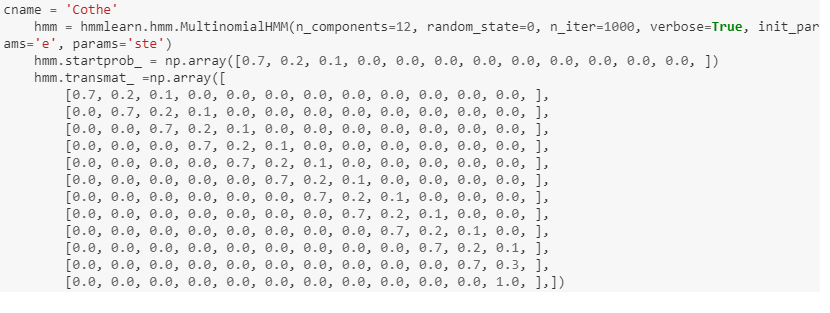 cname = 'Cothe'
    hmm = hmmlearn.hmm.MultinomialHMM(n_components=12, random_state=0, n_iter=1000, verbose=True, init_par
ams='e', params='ste')
    hmm.startprob_ = np.array([0.7, 0.2, 0.1, 0.0, 0.0, 0.0, 0.0, 0.0, 0.0, 0.0, 0.0, 0.0, ])
    hmm.transmat_ =np.array([
        [0.7, 0.2, 0.1, 0.0, 0.0, 0.0, 0.0, 0.0, 0.0, 0.0, 0.0, 0.0, ],
        [0.0, 0.7, 0.2, 0.1, 0.0, 0.0, 0.0, 0.0, 0.0, 0.0, 0.0, 0.0, ],
        [0.0, 0.0, 0.7, 0.2, 0.1, 0.0, 0.0, 0.0, 0.0, 0.0, 0.0, 0.0, ],
        [0.0, 0.0, 0.0, 0.7, 0.2, 0.1, 0.0, 0.0, 0.0, 0.0, 0.0, 0.0, ],
        [0.0, 0.0, 0.0, 0.0, 0.7, 0.2, 0.1, 0.0, 0.0, 0.0, 0.0, 0.0, ],
        [0.0, 0.0, 0.0, 0.0, 0.0, 0.7, 0.2, 0.1, 0.0, 0.0, 0.0, 0.0, ],
        [0.0, 0.0, 0.0, 0.0, 0.0, 0.0, 0.7, 0.2, 0.1, 0.0, 0.0, 0.0, ],
        [0.0, 0.0, 0.0, 0.0, 0.0, 0.0, 0.0, 0.7, 0.2, 0.1, 0.0, 0.0, ],
        [0.0, 0.0, 0.0, 0.0, 0.0, 0.0, 0.0, 0.0, 0.7, 0.2, 0.1, 0.0, ],
        [0.0, 0.0, 0.0, 0.0, 0.0, 0.0, 0.0, 0.0, 0.0, 0.7, 0.2, 0.1, ],
        [0.0, 0.0, 0.0, 0.0, 0.0, 0.0, 0.0, 0.0, 0.0, 0.0, 0.7, 0.3, ],
        [0.0, 0.0, 0.0, 0.0, 0.0, 0.0, 0.0, 0.0, 0.0, 0.0, 0.0, 1.0, ],])